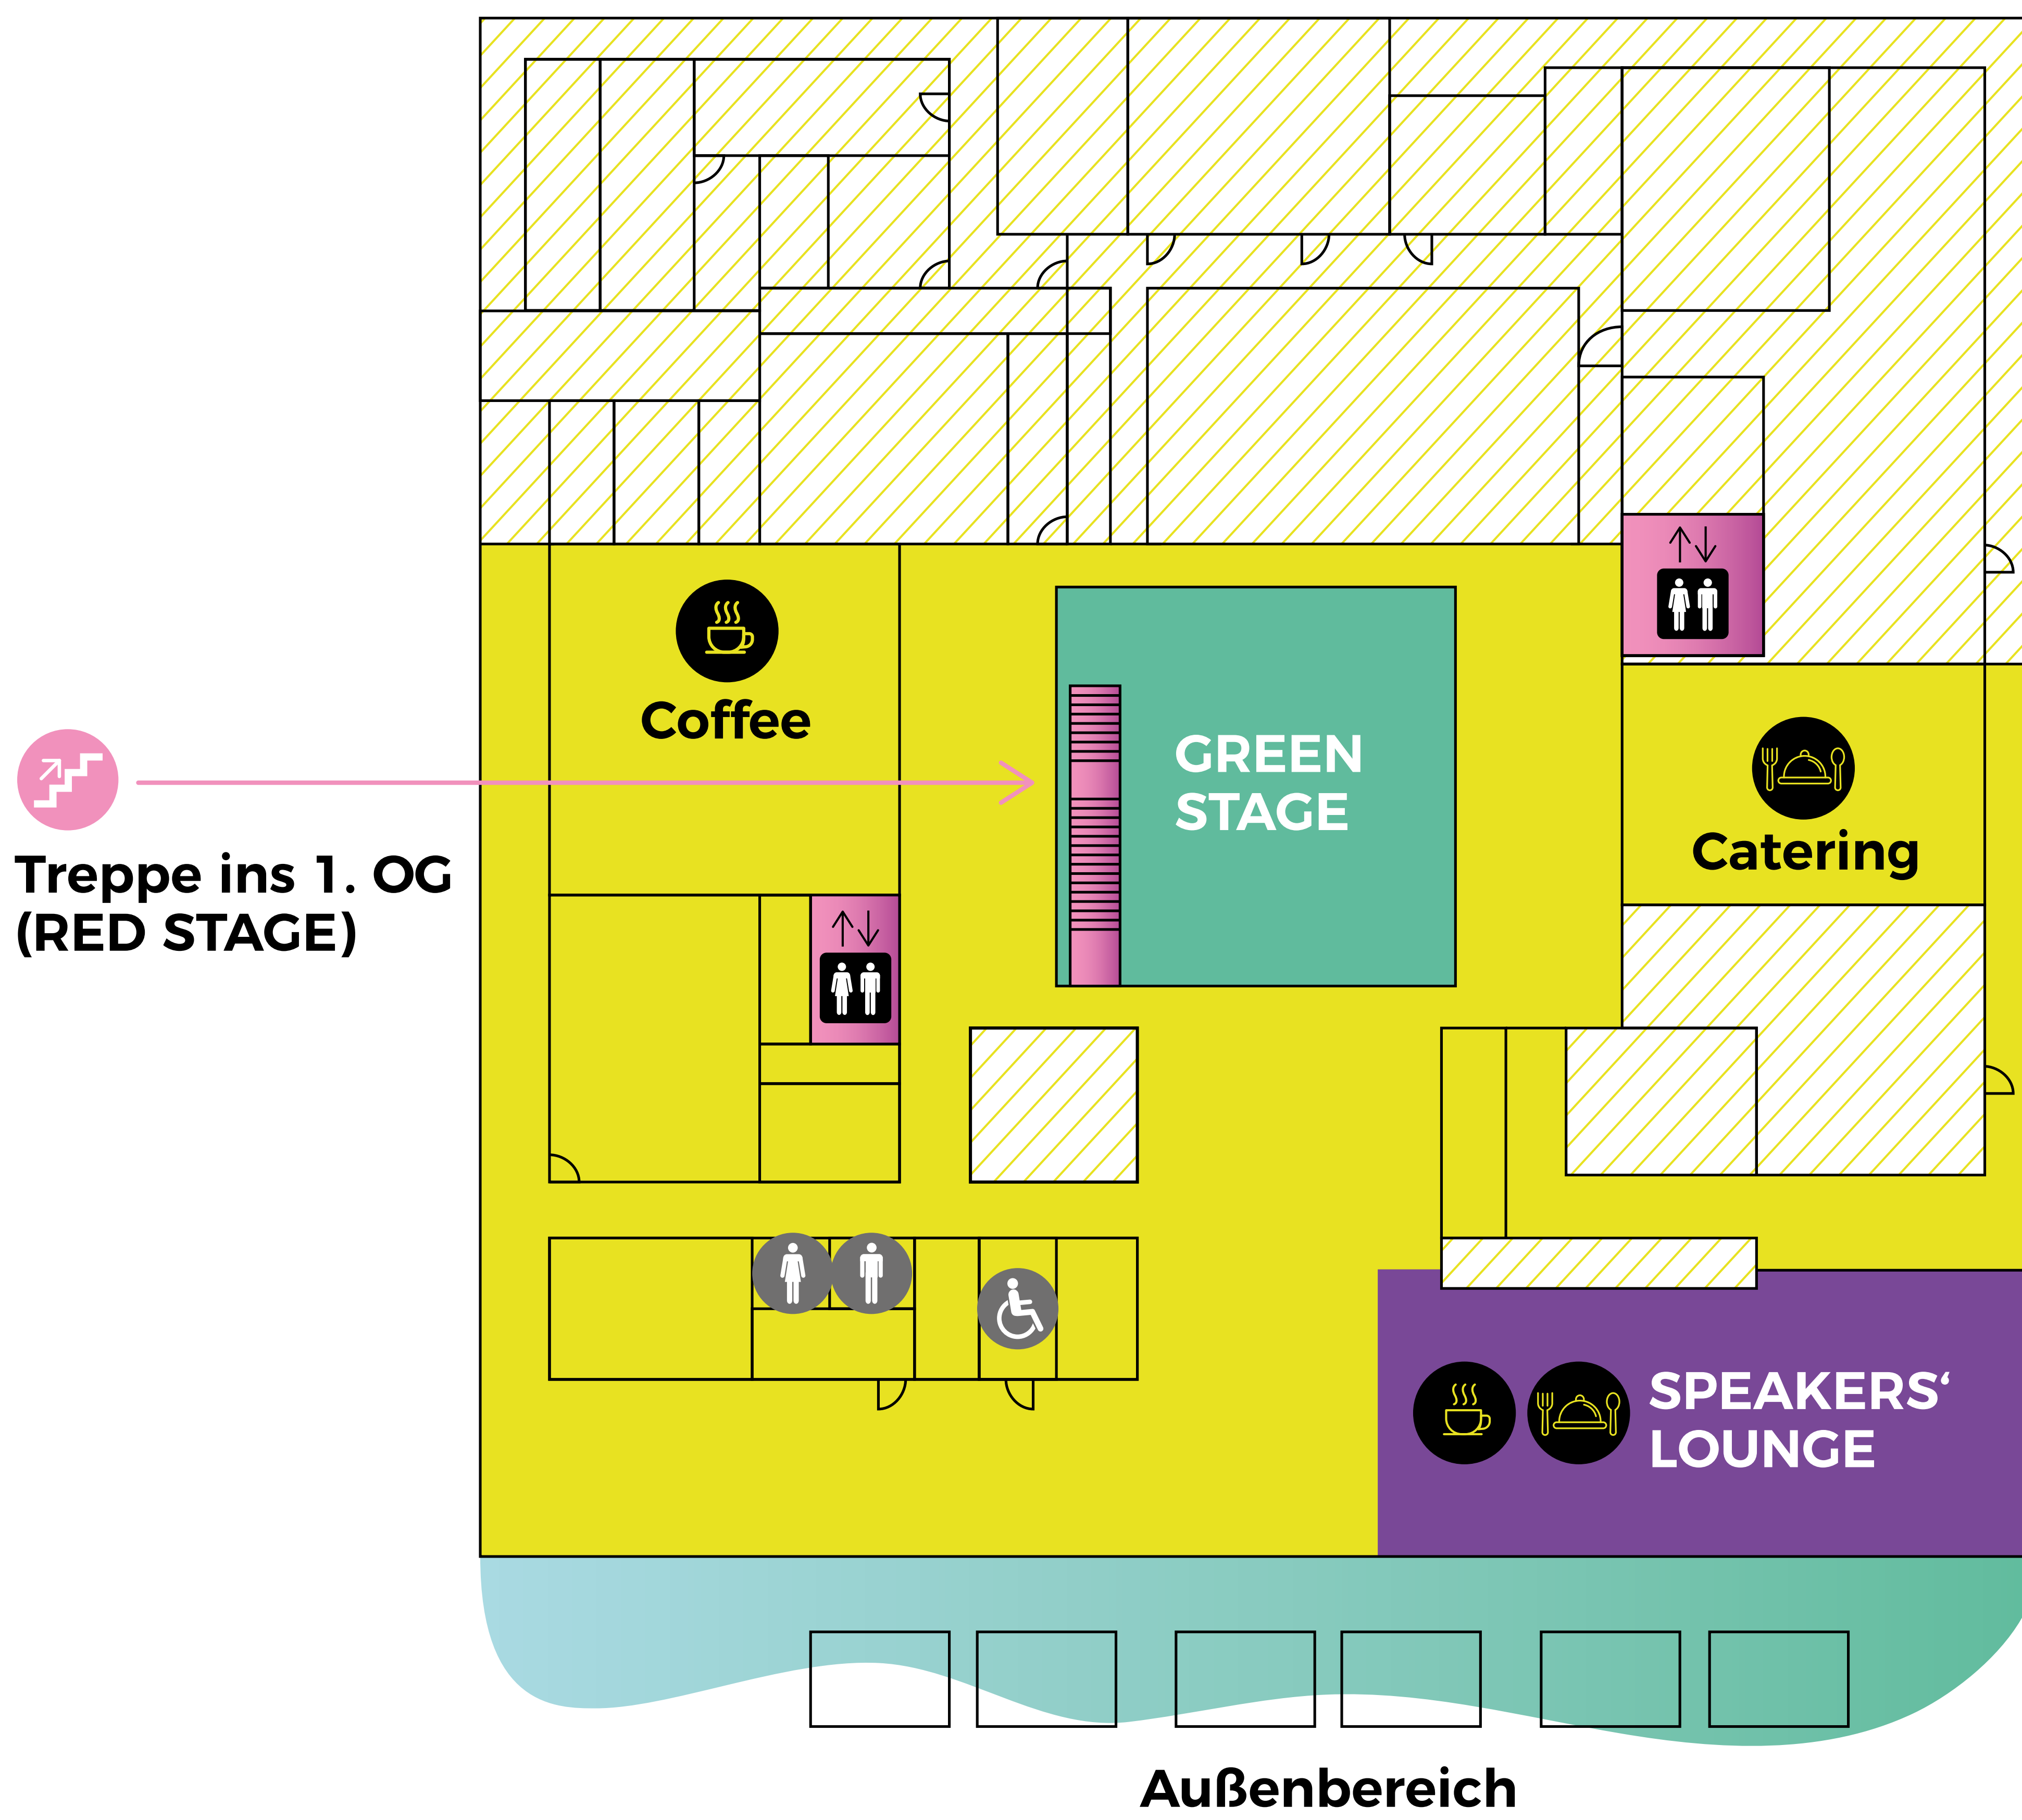 Coffee
GREEN
STAGE
Catering
Treppe ins 1. OG
(RED STAGE)
SPEAKERS‘
LOUNGE
Außenbereich